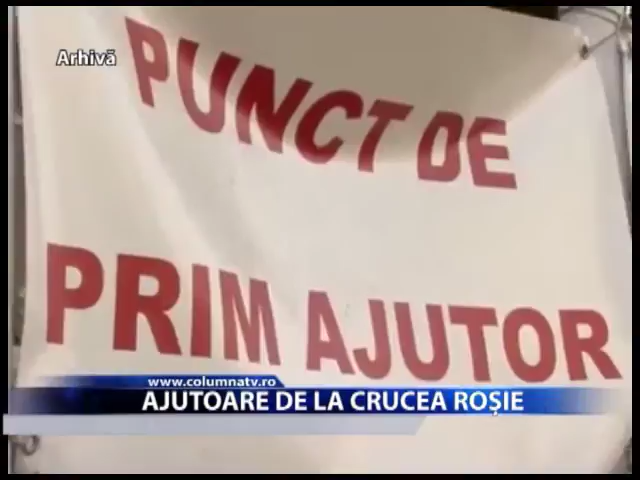 Arhivă
PUNCT DE
PRIM AJUTOR
www.columnatv.ro
AJUTOARE DE LA CRUCEA ROȘIE